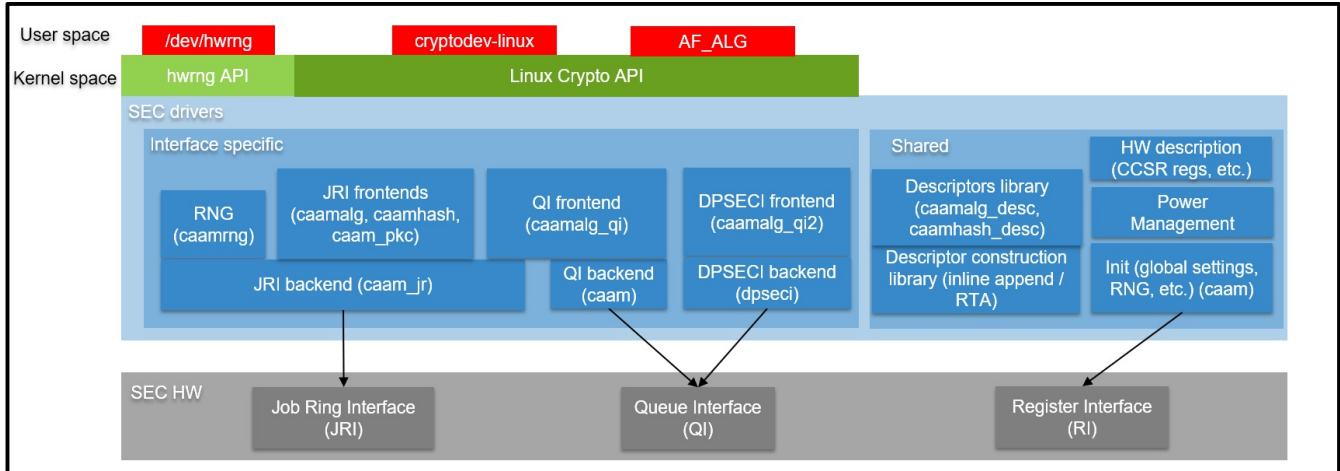 User space
/dev/hwrng
cryptodev-linux
AF_ALG
Kernel space
hwrng API
Linux Crypto API
SEC drivers
Interface specific
RNG
(caamrng)
JRI frontends
(caamalg, caamhash,
caam_pkc)
QI frontend
(caamalg_qi)
DPSECI frontend
(caamalg_qi2)
JRI backend (caam_jr)
QI backend
(caam)
DPSECI backend
(dpseci)
Shared
Descriptors library
(caamalg_desc,
caamhash_desc)
Descriptor construction
library (inline append /
RTA)
HW description
(CCSR regs, etc.)
Power
Management
Init (global settings,
RNG, etc.) (caam)
SEC HW
Job Ring Interface
(JRI)
Queue Interface
(QI)
Register Interface
(RI)